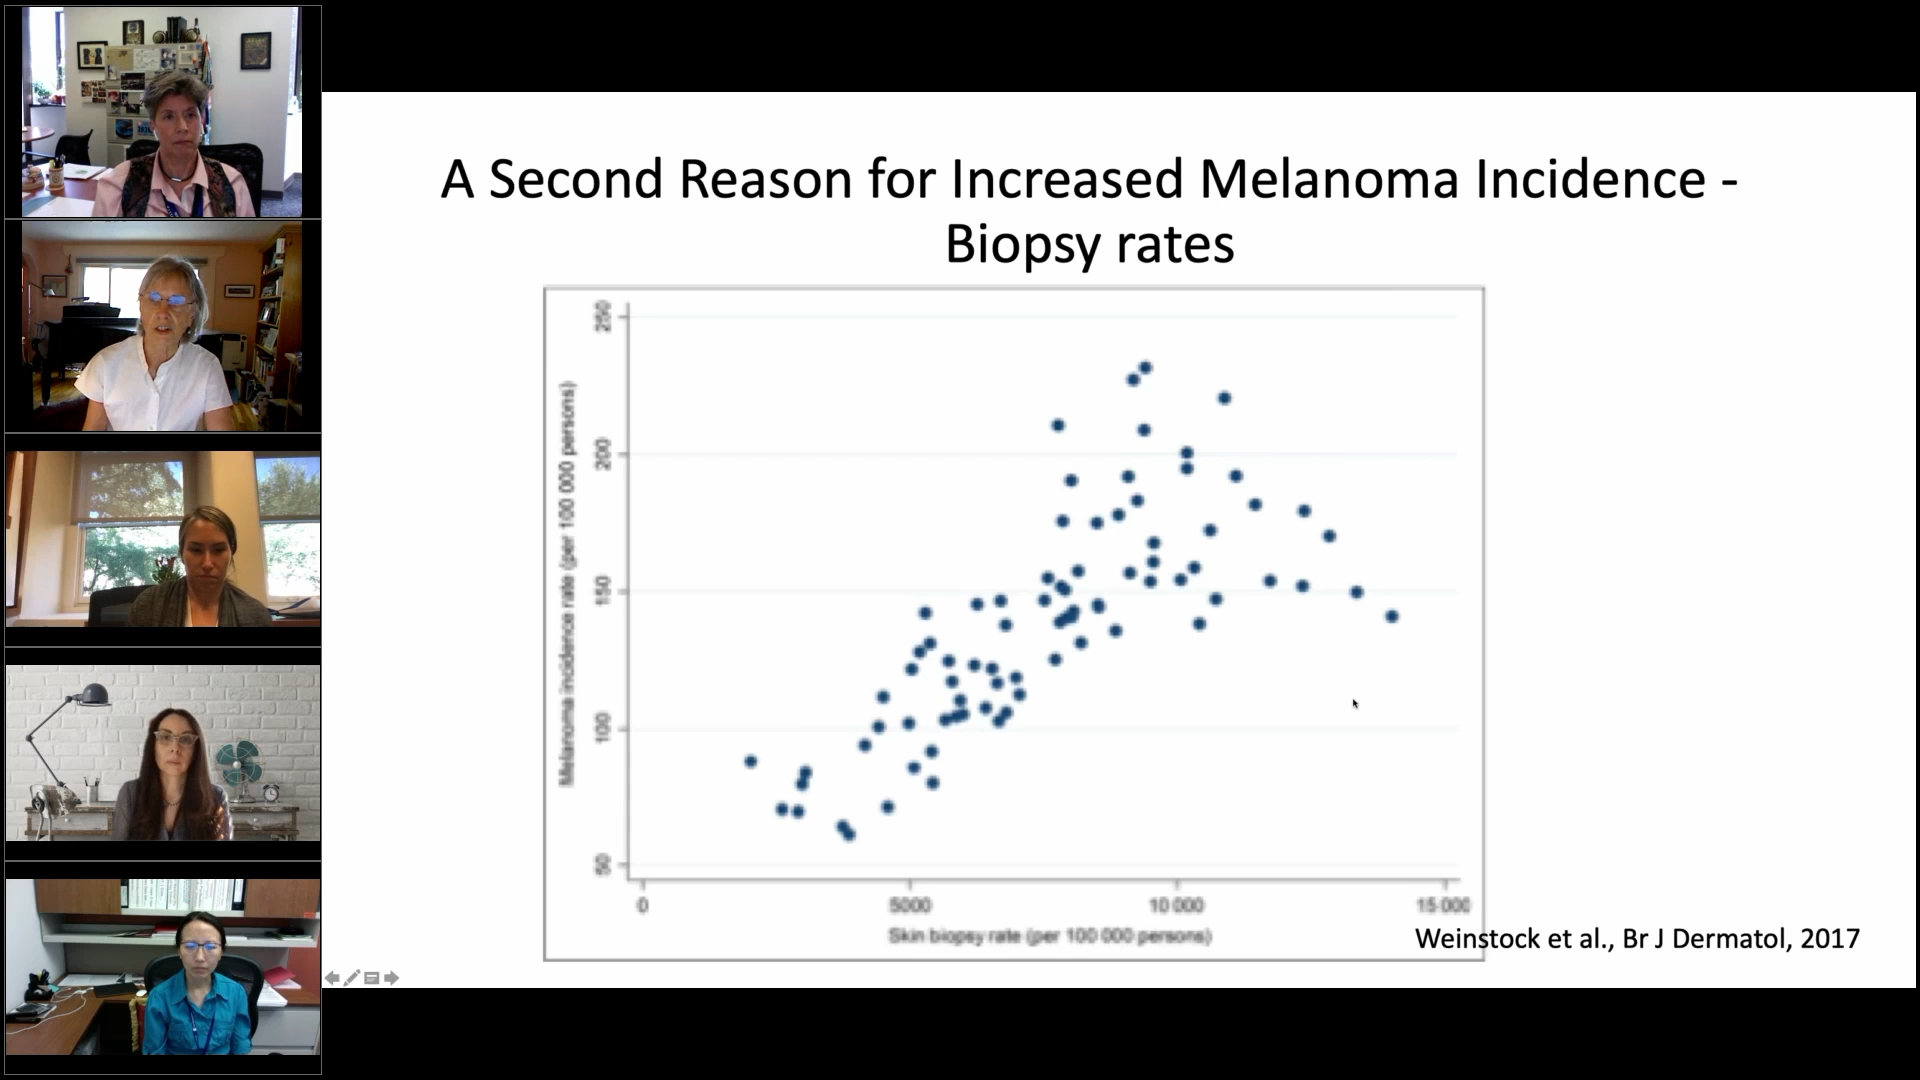 A Second Reason for Increased Melanoma Incidence -
Biopsy rates
Melanoma incidence rate (per 100 000 persons)
250
200
150
100
50
0
5000
10 000
15 000
Skin biopsy rate (per 100 000 persons)
Weinstock et al., Br J Dermatol, 2017